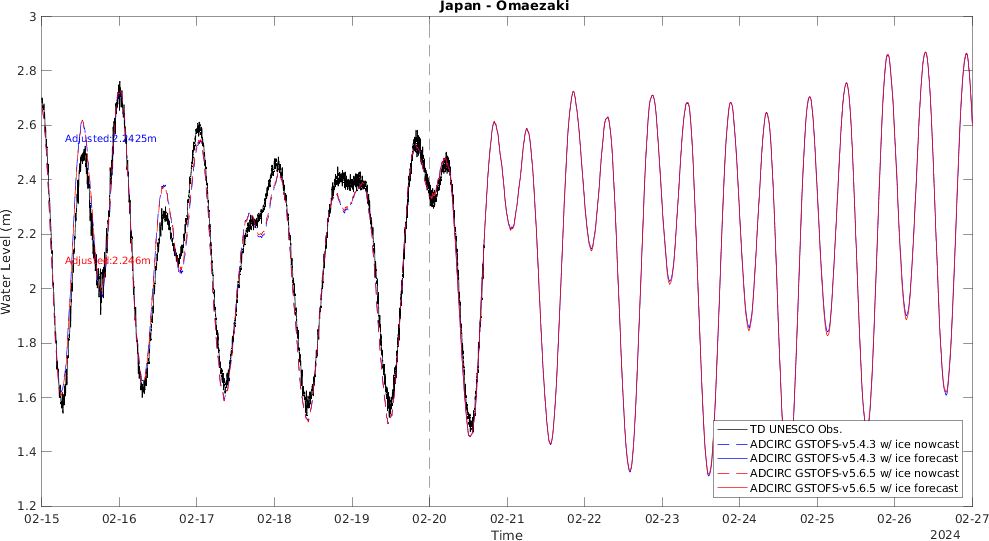 Japan - Omaezaki
Water Level (m)
3
2.8
2.6
2.4
2.2
2
1.8
1.6
1.4
1.2
Adjusted:2.2425m
Adjusted:2.246m
TD UNESCO Obs.
ADCIRC GSTOFS-v5.4.3 w/ ice nowcast
ADCIRC GSTOFS-v5.4.3 w/ ice forecast
ADCIRC GSTOFS-v5.6.5 w/ ice nowcast
ADCIRC GSTOFS-v5.6.5 w/ ice forecast
02-15 02-16 02-17 02-18 02-19 02-20 02-21 02-22 02-23 02-24 02-25 02-26 02-27
Time
2024